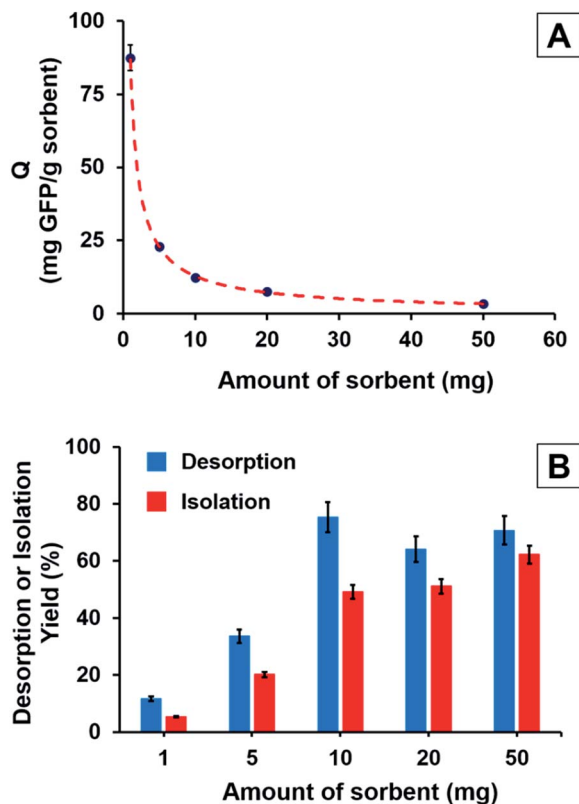 A
100
75
50
25
0
Q
(mg GFP/g sorbent)
0 10 20 30 40 50 60
Amount of sorbent (mg)
B
Desorption
Isolation
100
80
60
40
20
0
Desorption or Isolation
Yield (%)
1 5 10 20 50
Amount of sorbent (mg)